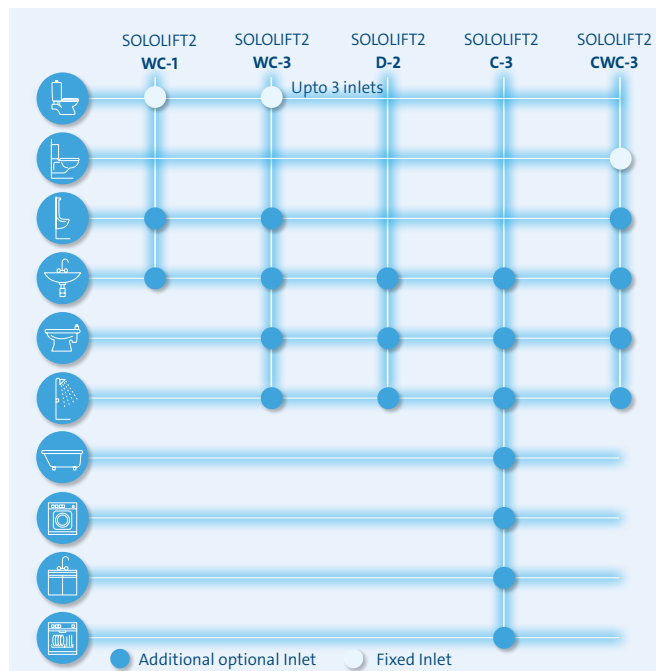 SOLOLIFT2 SOLOLIFT2 SOLOLIFT2 SOLOLIFT2 SOLOLIFT2
WC-1 WC-3 D-2 C-3 CWC-3
Upto 3 inlets
Additional optional Inlet Fixed Inlet